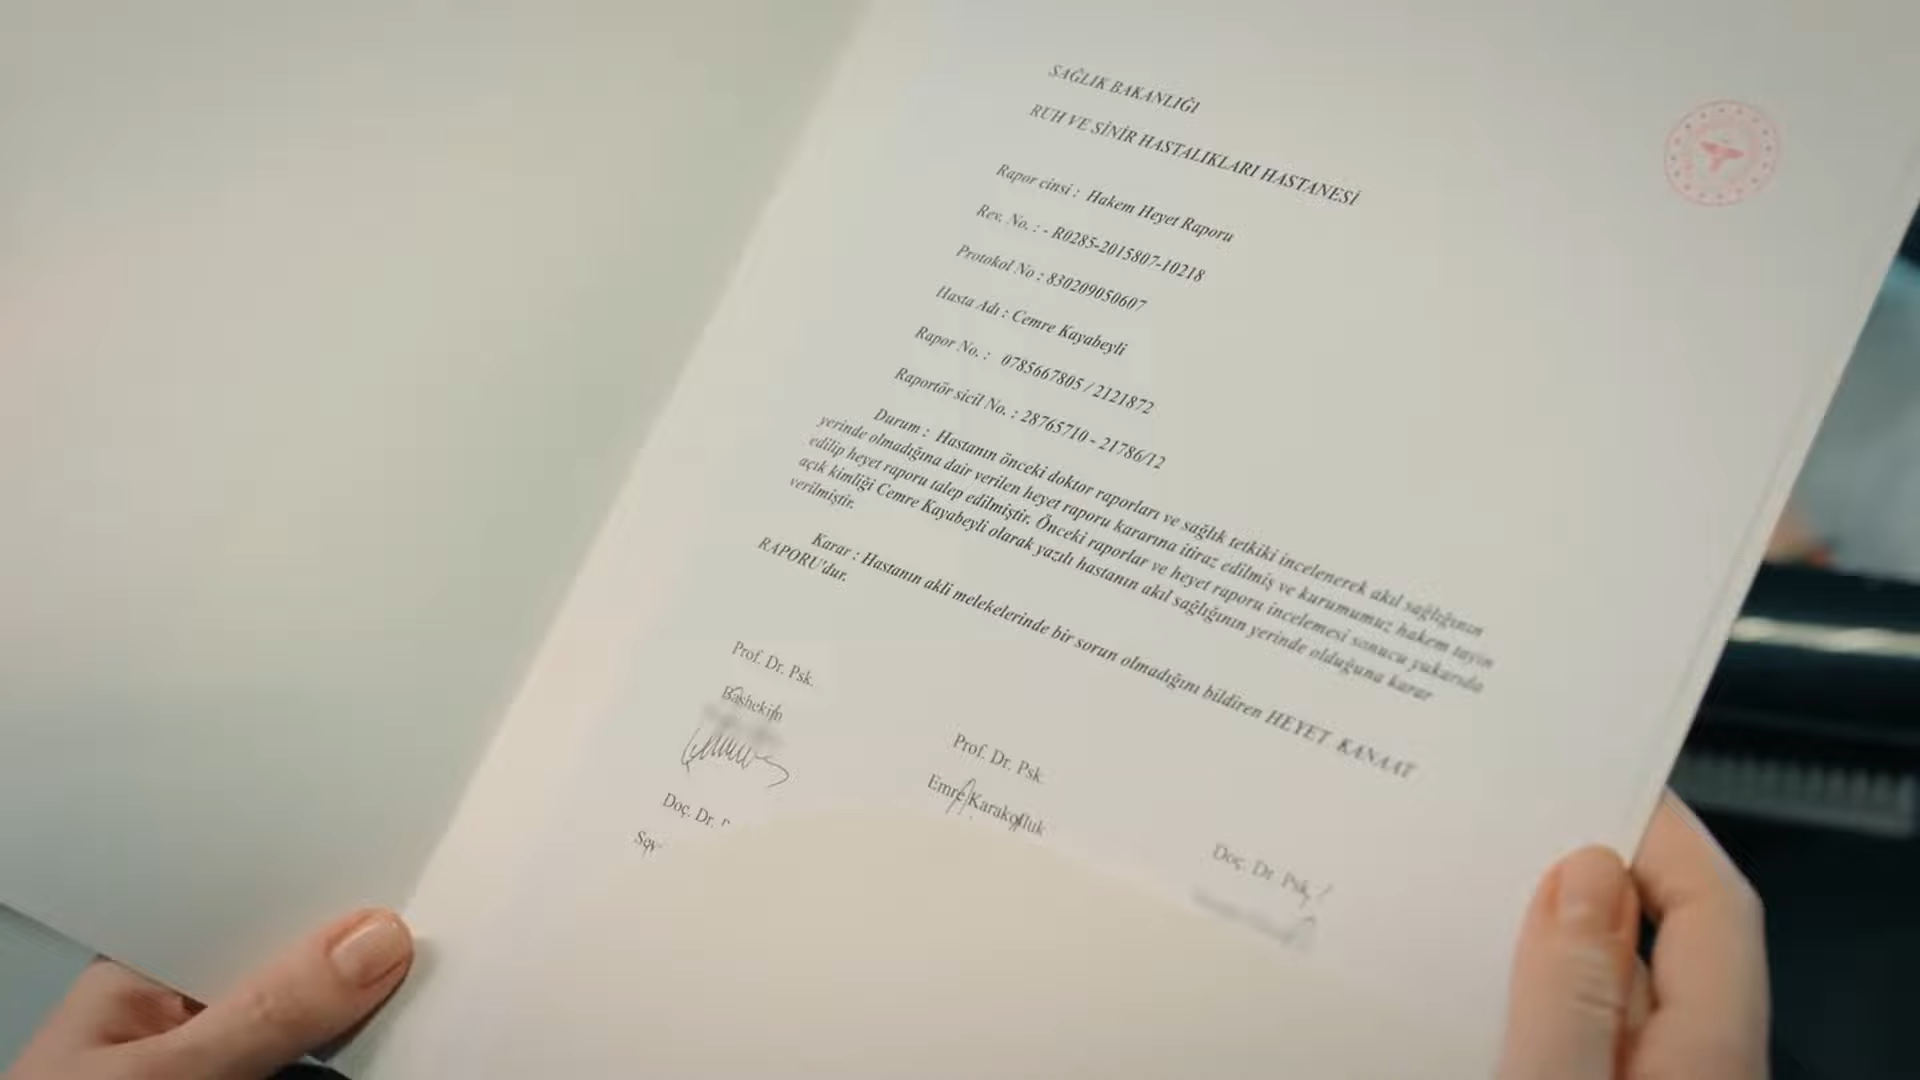 SAĞLIK BAKANLIĞI
RUH VE SİNİR HASTALIKLARI HASTANESİ
Rapor cinsi : Hakem Heyet Raporu
Rev. No. : - R0285-2015807-10218
Protokol No : 830209050607
Hasta Adı : Cemre Kayabeyli
Rapor No. : 0785667805 / 2121872
Raportör sicil No. : 28765710 - 21786/12
Durum : Hastanın önceki doktor raporları ve sağlık tetkiki incelenerek akıl sağlığının
yerinde olmadığına dair verilen heyet raporu kararına itiraz edilmiş ve kurumumuz hakem tayin
edilip heyet raporu talep edilmiştir. Önceki raporlar ve heyet raporu incelemesi sonucu yukarıda
açık kimliği Cemre Kayabeyli olarak yazılı hastanın akıl sağlığının yerinde olduğuna karar
verilmiştir.
Karar : Hastanın akli melekelerinde bir sorun olmadığını bildiren HEYET KANAAT
RAPORU'dur.
Prof. Dr. Psk.
Başhekim
Prof. Dr. Psk.
Emre
Doç. Dr.
Doç. Dr Psk.